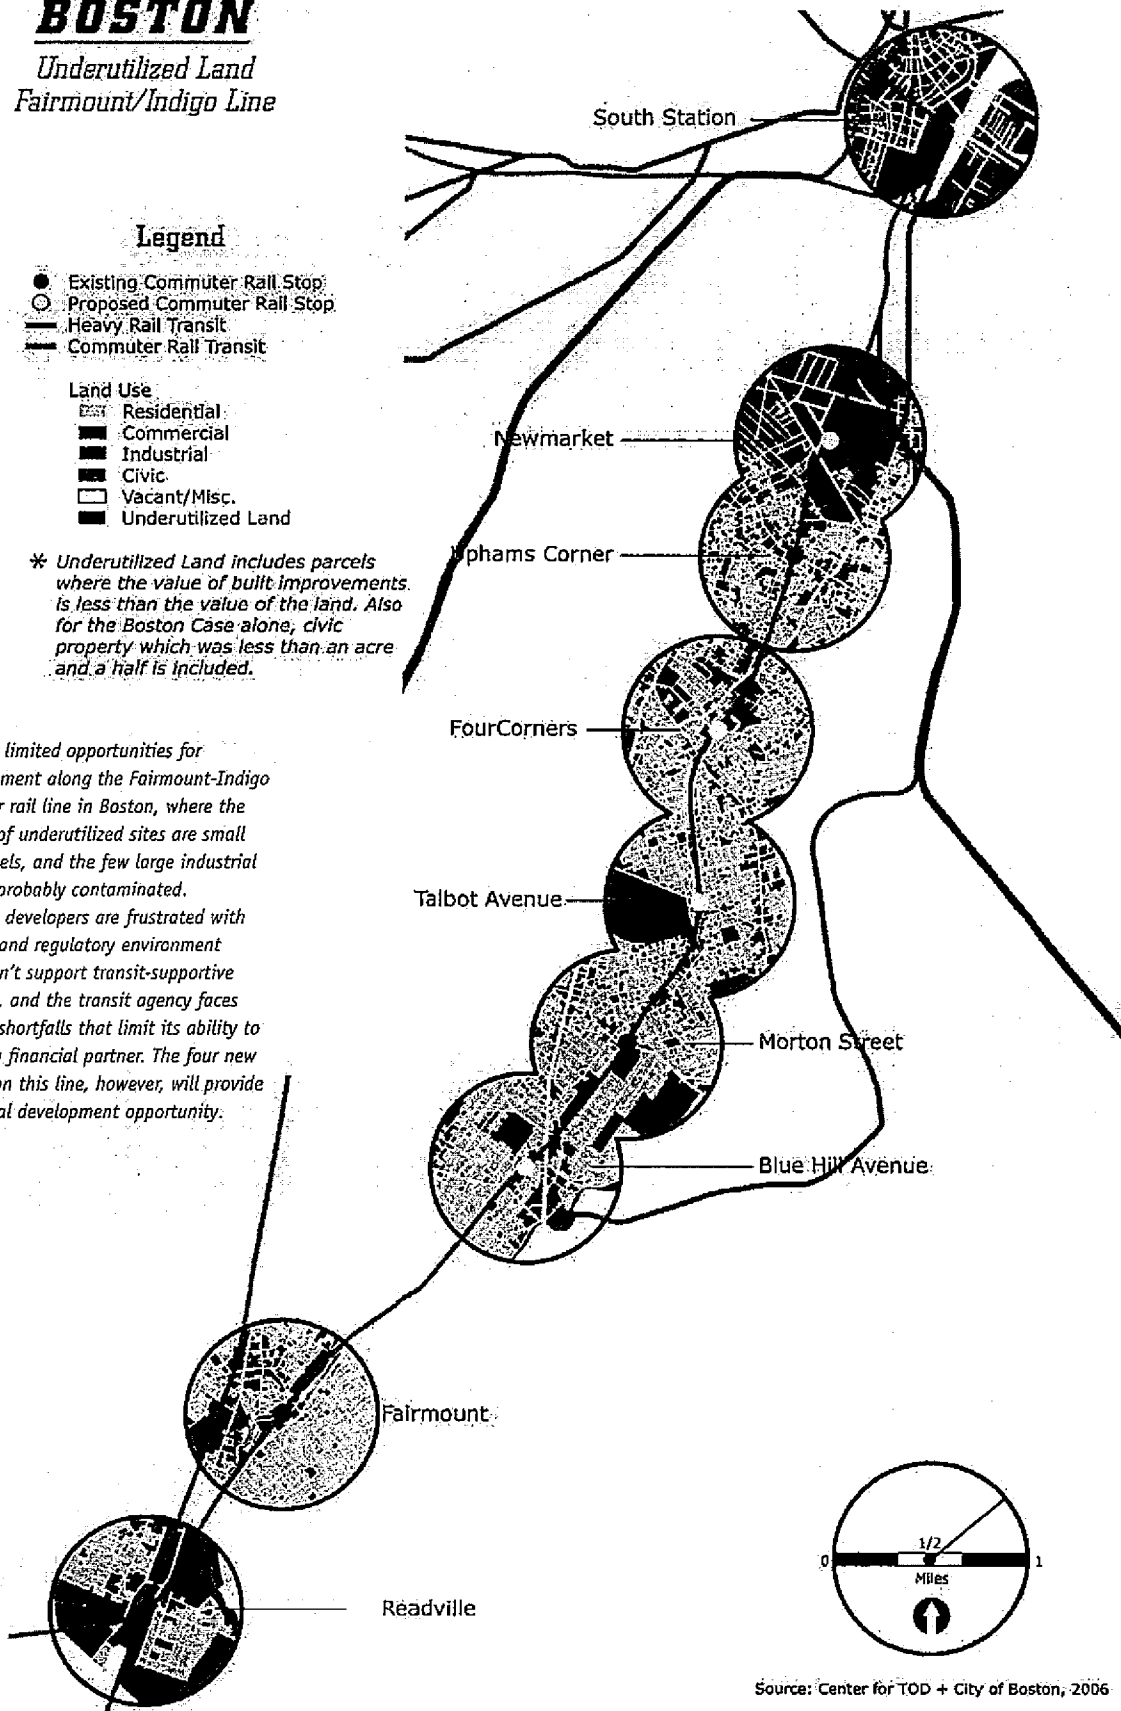 BOSTON
Underutilized Land
Fairmount/Indigo Line
South Station
Legend
Existing Commuter Rail Stop
Proposed Commuter Rail Stop
Heavy Rail Transit
Commuter Rail Transit
Land Use
Residential
Commercial
Industrial
Civic
Vacant/Misc.
Underutilized Land
* Underutilized Land includes parcels
where the value of built improvements
is less than the value of the land. Also
for the Boston Case alone, civic
property which was less than an acre
and a half is included.
Newmarket
Uphams Corner
FourCorners
Talbot Avenue
Morton Street
Blue Hill Avenue
Fairmount
Readville
limited opportunities for
ment along the Fairmount-Indigo
r rail line in Boston, where the
of underutilized sites are small
els, and the few large industrial
probably contaminated.
developers are frustrated with
and regulatory environment
n't support transit-supportive
, and the transit agency faces
shortfalls that limit its ability to
financial partner. The four new
on this line, however, will provide
al development opportunity.
0 1/2 1
Miles
Source: Center for TOD + City of Boston, 2006